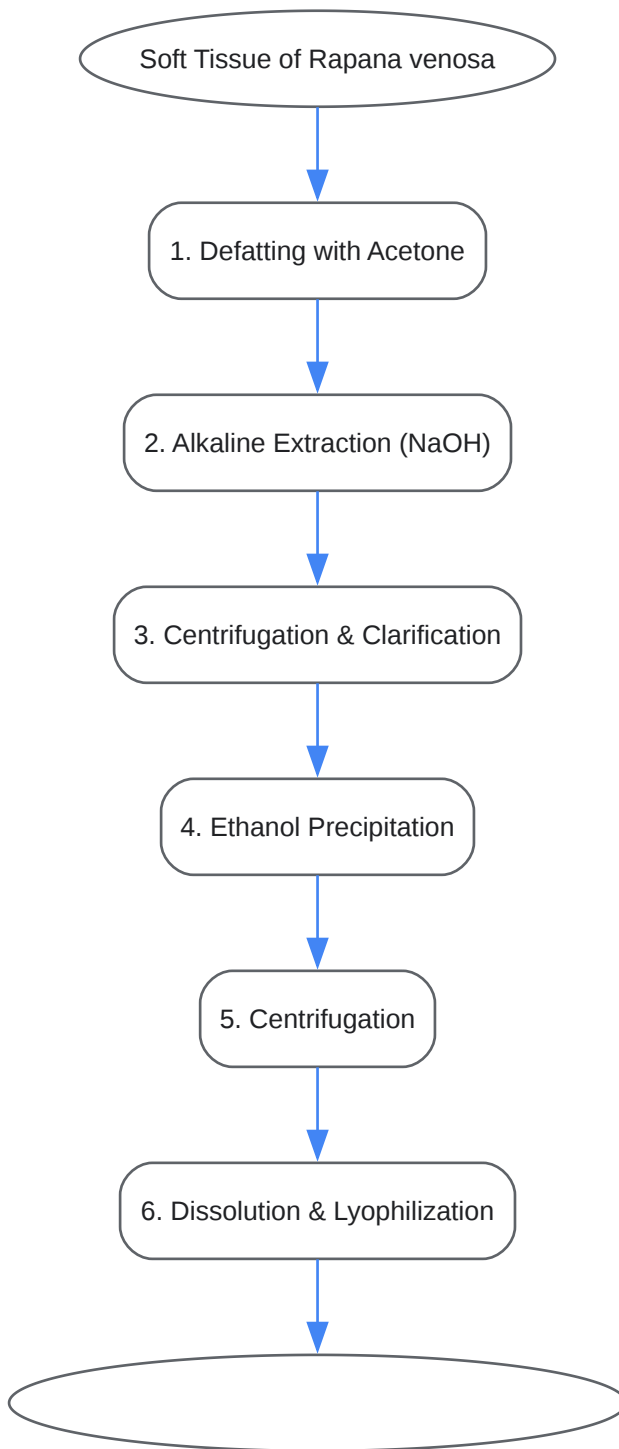 Soft Tissue of Rapana venosa
1. Defatting with Acetone
2. Alkaline Extraction (NaOH)
3. Centrifugation & Clarification
4. Ethanol Precipitation
5. Centrifugation
6. Dissolution & Lyophilization